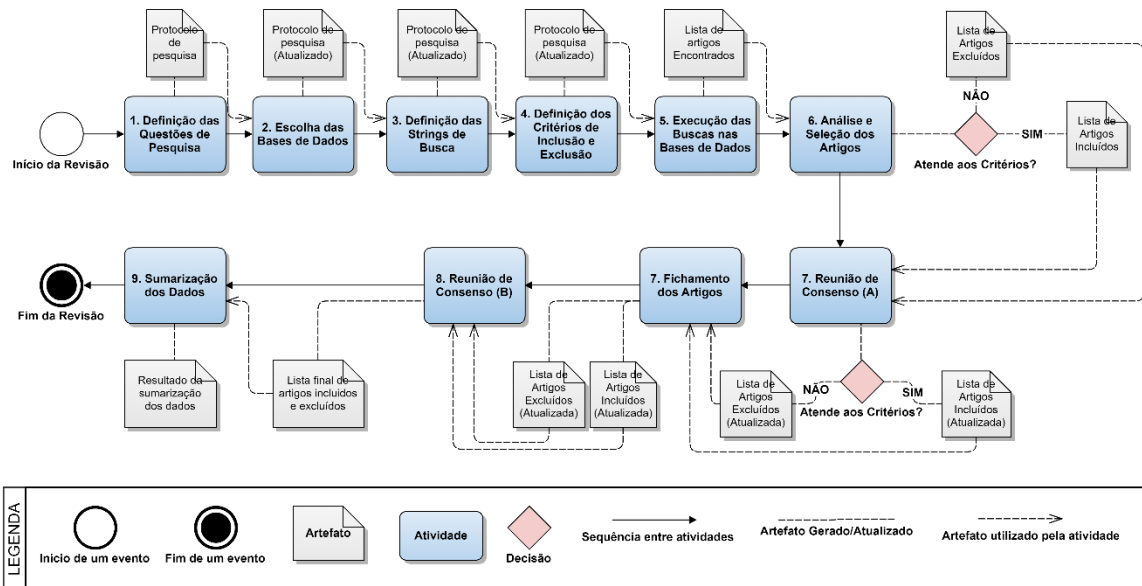 Protocolo
de
pesquisa
Protocolo de
pesquisa
(Atualizado)
Protocolo de
pesquisa
(Atualizado)
Protocolo de
pesquisa
(Atualizado)
Lista de
artigos
Encontrados
Lista de
Artigos
Excluídos
Início da Revisão
1. Definição das
Questões de
Pesquisa
2. Escolha das
Bases de Dados
3. Definição das
Strings de
Busca
4. Definição dos
Critérios de
Inclusão e
Exclusão
5. Execução das
Buscas nas
Bases de Dados
6. Análise e
Seleção dos
Artigos
NÃO
SIM
Atende aos Critérios?
Lista de
Artigos
Incluídos
Fim da Revisão
9. Sumarização
dos Dados
8. Reunião de
Consenso (B)
7. Fichamento
dos Artigos
7. Reunião de
Consenso (A)
Resultado da
sumarização
dos dados
Lista final de
artigos incluidos
e excluídos
Lista de
Artigos
Excluídos
(Atualizada)
Lista de
Artigos
Incluídos
(Atualizada)
Lista de
Artigos
Excluídos
(Atualizada)
NÃO
SIM
Atende aos Critérios?
Lista de
Artigos
Incluídos
(Atualizada)
LEGENDA
Inicio de um evento
Fim de um evento
Artefato
Atividade
Decisão
Sequência entre atividades
Artefato Gerado/Atualizado
Artefato utilizado pela atividade